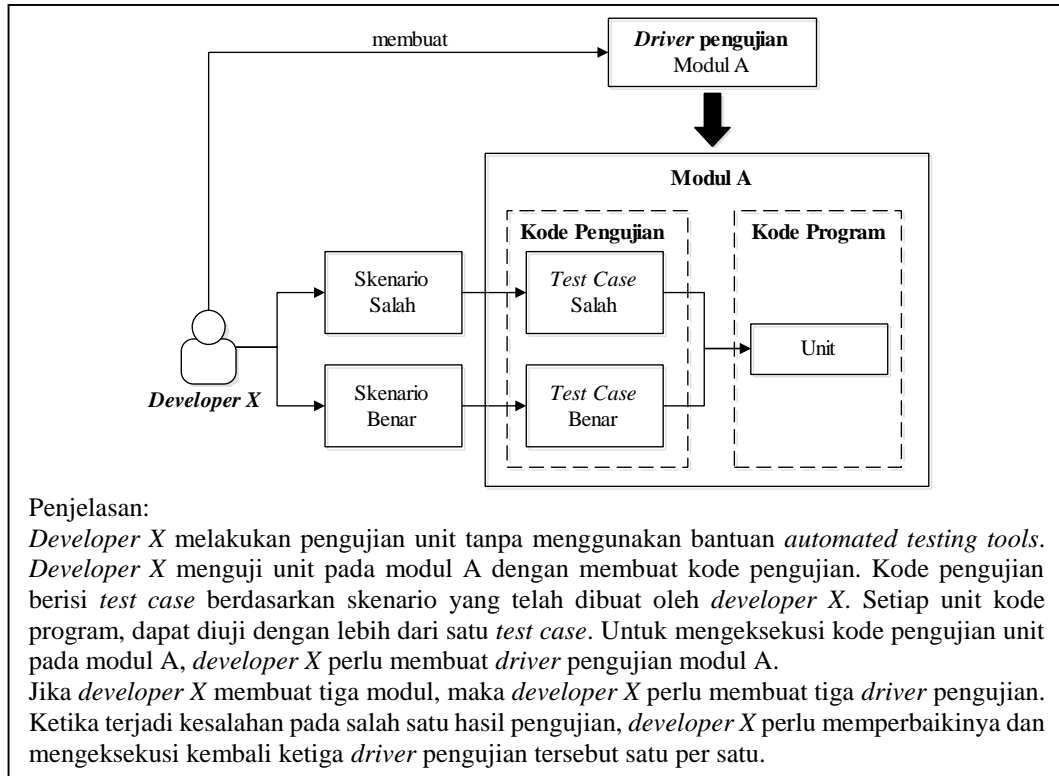 membuat
Driver pengujian
Modul A
Modul A
Kode Pengujian
Kode Program
Skenario
Salah
Test Case
Salah
Unit
Developer X
Skenario
Benar
Test Case
Benar
Penjelasan:
Developer X melakukan pengujian unit tanpa menggunakan bantuan automated testing tools.
Developer X menguji unit pada modul A dengan membuat kode pengujian. Kode pengujian
berisi test case berdasarkan skenario yang telah dibuat oleh developer X. Setiap unit kode
program, dapat diuji dengan lebih dari satu test case. Untuk mengeksekusi kode pengujian unit
pada modul A, developer X perlu membuat driver pengujian modul A.
Jika developer X membuat tiga modul, maka developer X perlu membuat tiga driver pengujian.
Ketika terjadi kesalahan pada salah satu hasil pengujian, developer X perlu memperbaikinya dan
mengeksekusi kembali ketiga driver pengujian tersebut satu per satu.